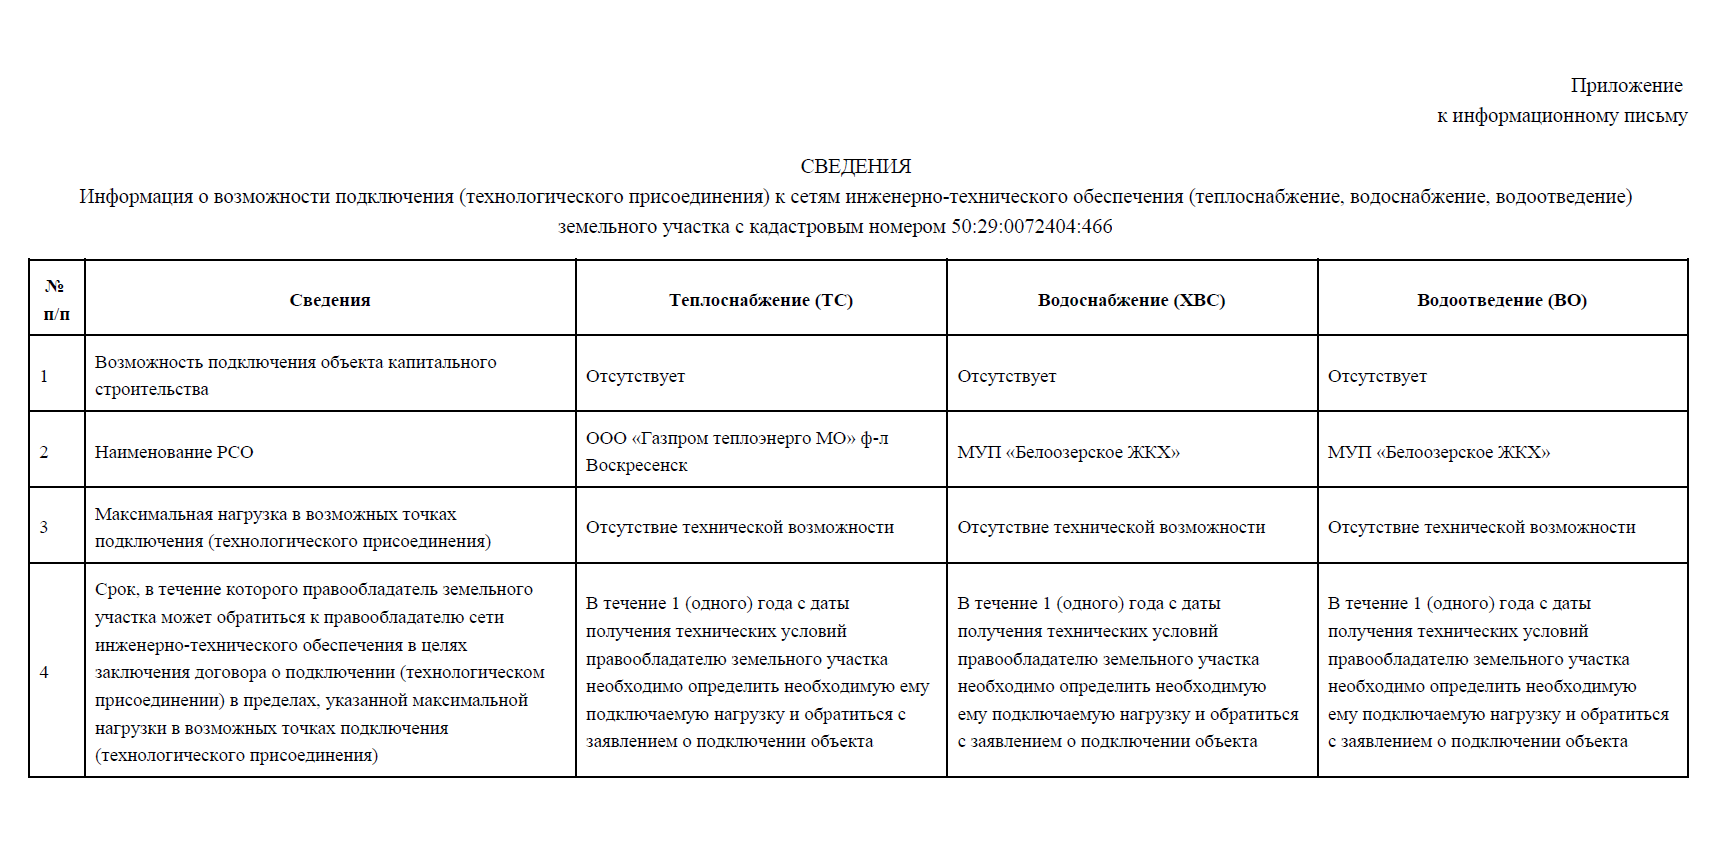 Приложение
к информационному письму
СВЕДЕНИЯ
Информация о возможности подключения (технологического присоединения) к сетям инженерно-технического обеспечения (теплоснабжение, водоснабжение, водоотведение)
земельного участка с кадастровым номером 50:29:0072404:466
№
п/п
Сведения
Теплоснабжение (ТС)
Водоснабжение (ХВС)
Водоотведение (ВО)
1
Возможность подключения объекта капитального
строительства
Отсутствует
Отсутствует
Отсутствует
2
Наименование РСО
ООО «Газпром теплоэнерго МО» ф-л
Воскресенск
МУП «Белоозерское ЖКХ»
МУП «Белоозерское ЖКХ»
3
Максимальная нагрузка в возможных точках
подключения (технологического присоединения)
Отсутствие технической возможности
Отсутствие технической возможности
Отсутствие технической возможности
4
Срок, в течение которого правообладатель земельного
участка может обратиться к правообладателю сети
инженерно-технического обеспечения в целях
заключения договора о подключении (технологическом
присоединении) в пределах, указанной максимальной
нагрузки в возможных точках подключения
(технологического присоединения)
В течение 1 (одного) года с даты
получения технических условий
правообладателю земельного участка
необходимо определить необходимую ему
подключаемую нагрузку и обратиться с
заявлением о подключении объекта
В течение 1 (одного) года с даты
получения технических условий
правообладателю земельного участка
необходимо определить необходимую
ему подключаемую нагрузку и обратиться
с заявлением о подключении объекта
В течение 1 (одного) года с даты
получения технических условий
правообладателю земельного участка
необходимо определить необходимую
ему подключаемую нагрузку и обратиться
с заявлением о подключении объекта